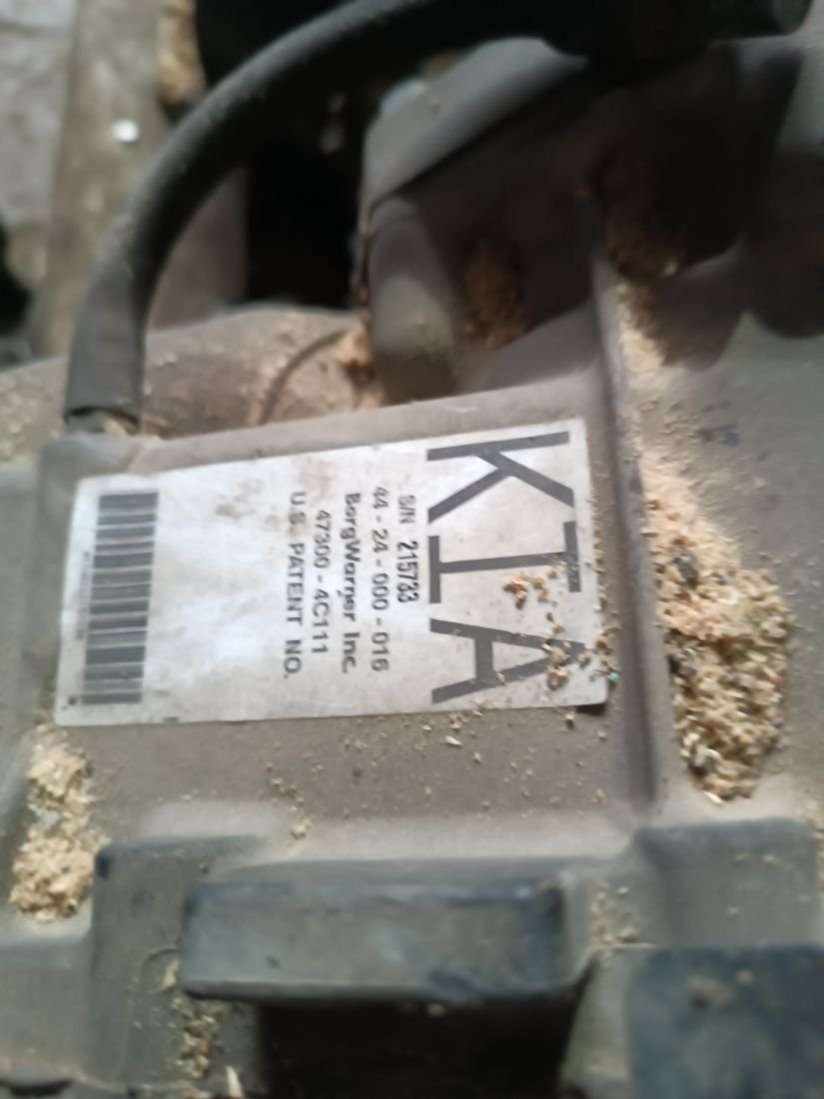 KIA
S/N 215733
44 - 24 - 000 - 016
BorgWarner Inc.
47300 - 4C111
U.S. PATENT NO.